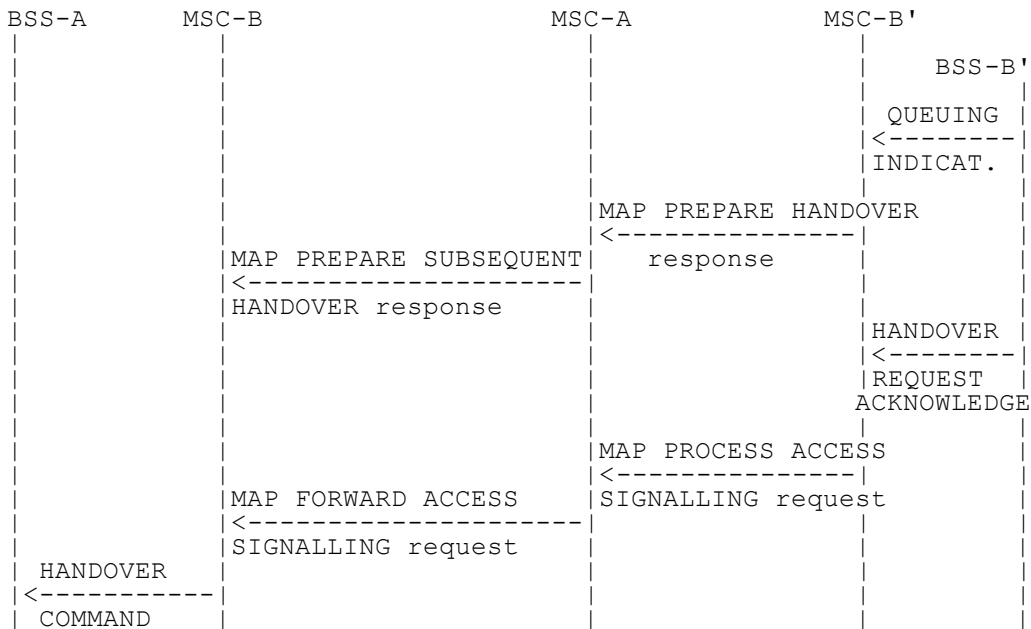 BSS-A MSC-B MSC-A MSC-B'
BSS-B'
QUEUING
INDICAT.
MAP PREPARE HANDOVER
MAP PREPARE SUBSEQUENT response
HANDOVER response
HANDOVER
REQUEST
ACKNOWLEDGE
MAP PROCESS ACCESS
MAP FORWARD ACCESS SIGNALLING request
SIGNALLING request
HANDOVER
COMMAND